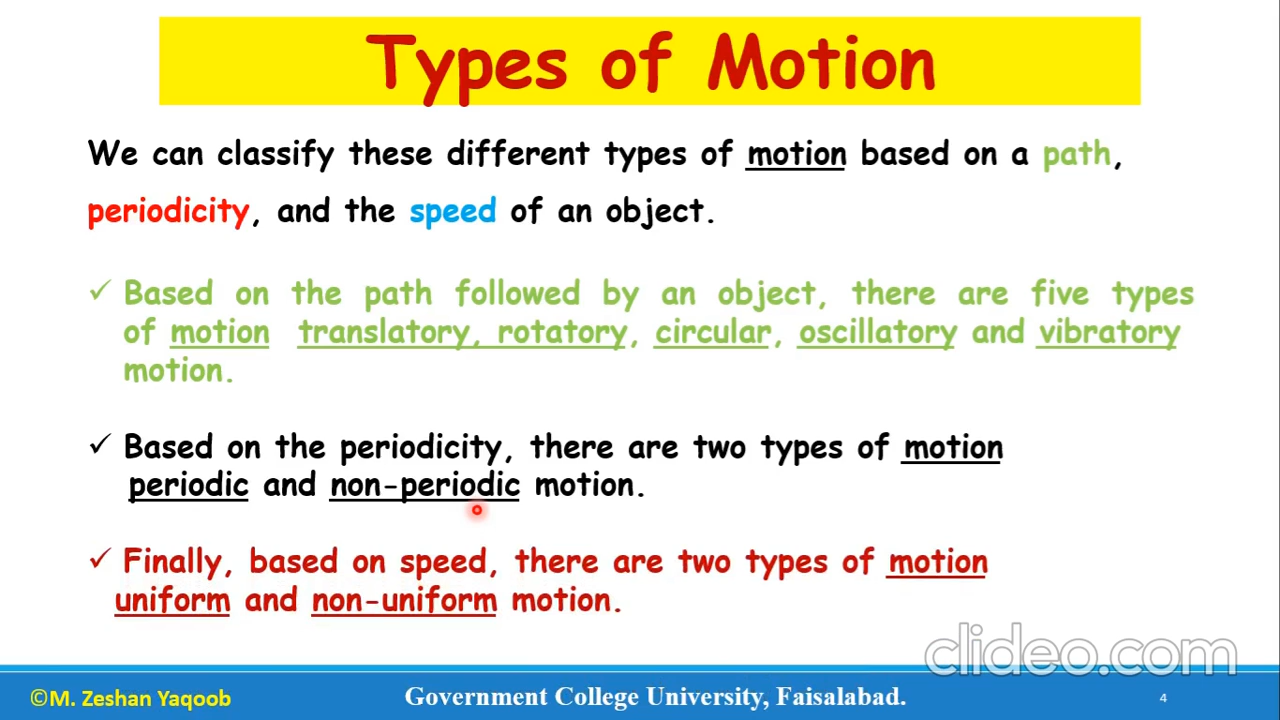 Types of Motion
We can classify these different types of motion based on a path,
periodicity, and the speed of an object.
✓ Based on the path followed by an object, there are five types
of motion translatory, rotatory, circular, oscillatory and vibratory
motion.
✓ Based on the periodicity, there are two types of motion
periodic and non-periodic motion.
✓ Finally, based on speed, there are two types of motion
uniform and non-uniform motion.
clideo.com
©M. Zeshan Yaqoob
Government College University, Faisalabad.
4